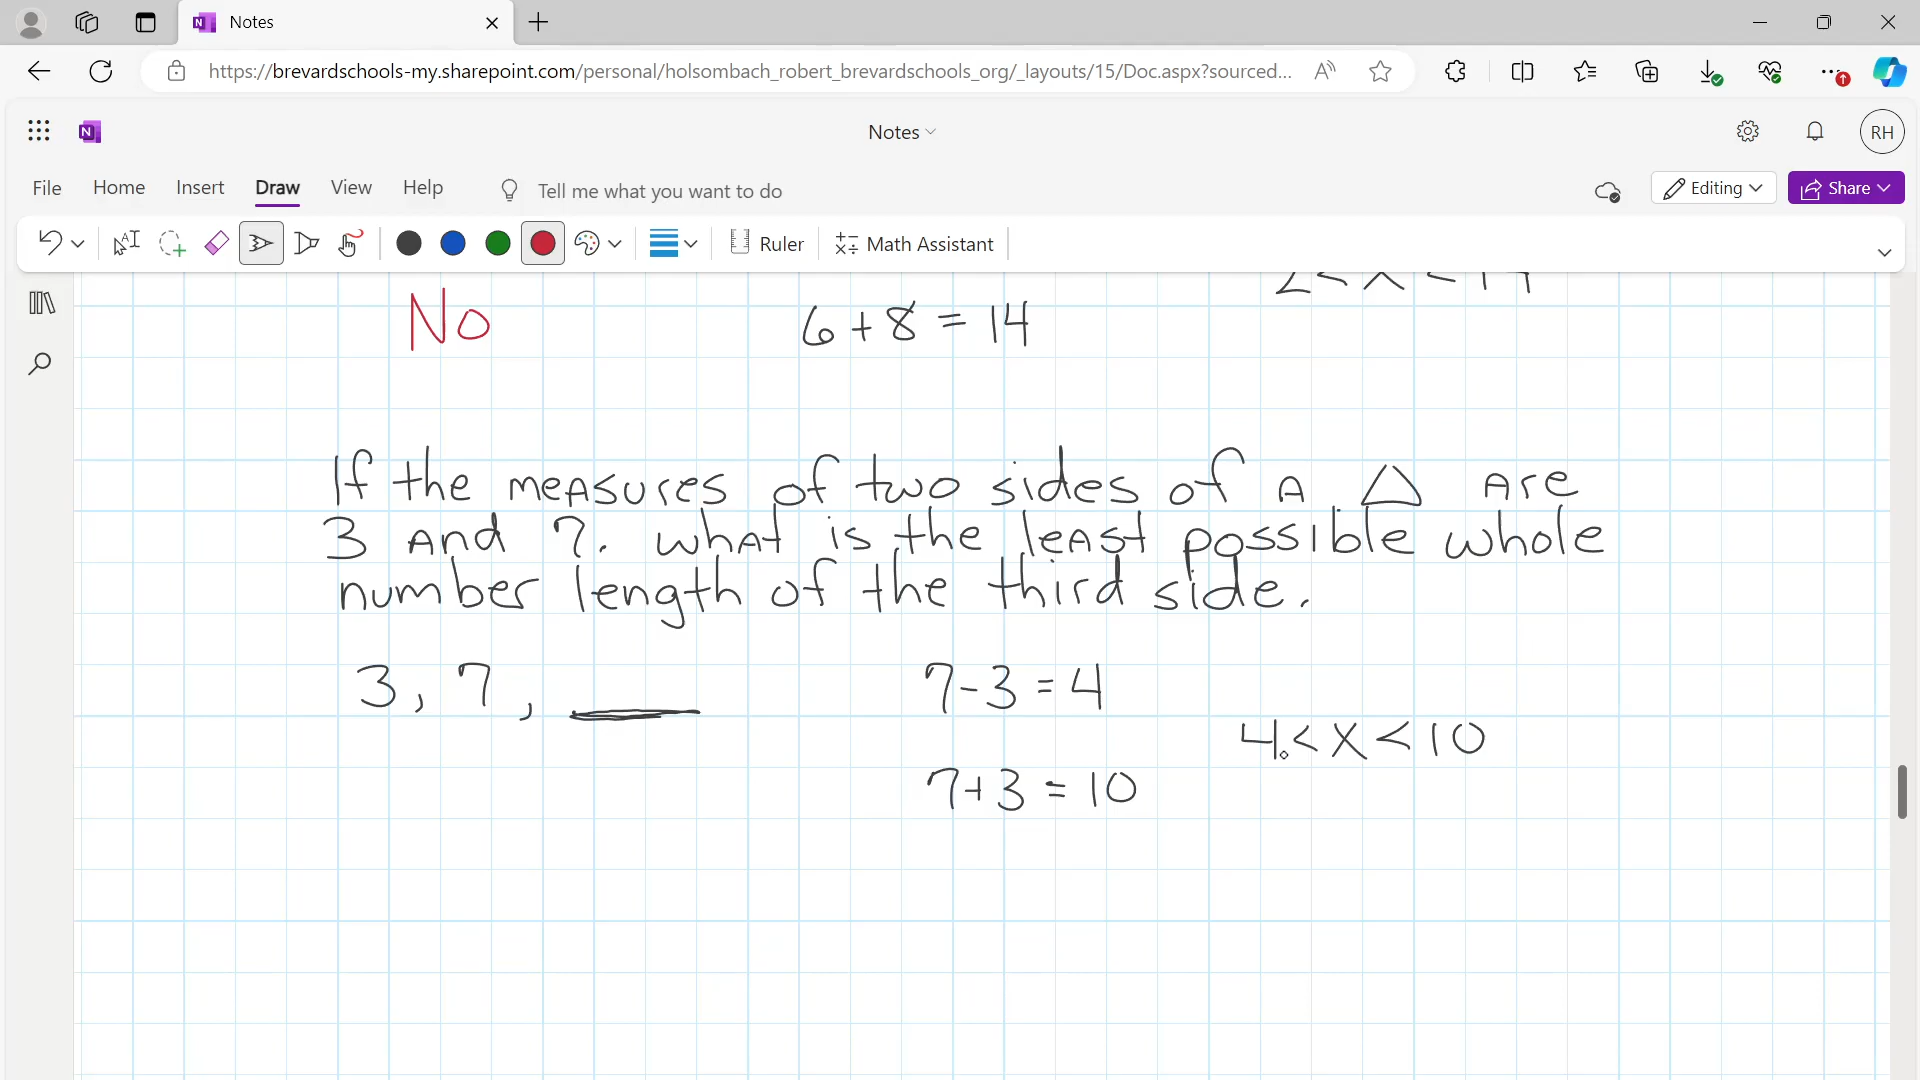 Notes
https://brevardschools-my.sharepoint.com/personal/holsombach_robert_brevardschools_org/_layouts/15/Doc.aspx?sourced...
Notes
RH
File Home Insert Draw View Help Tell me what you want to do Editing Share
Ruler Math Assistant
2 < x < 14
No 6 + 8 = 14
If the measures of two sides of a △ are
3 and 7. what is the least possible whole
number length of the third side.
3, 7, ___ 7 - 3 = 4
4 < x < 10
7 + 3 = 10